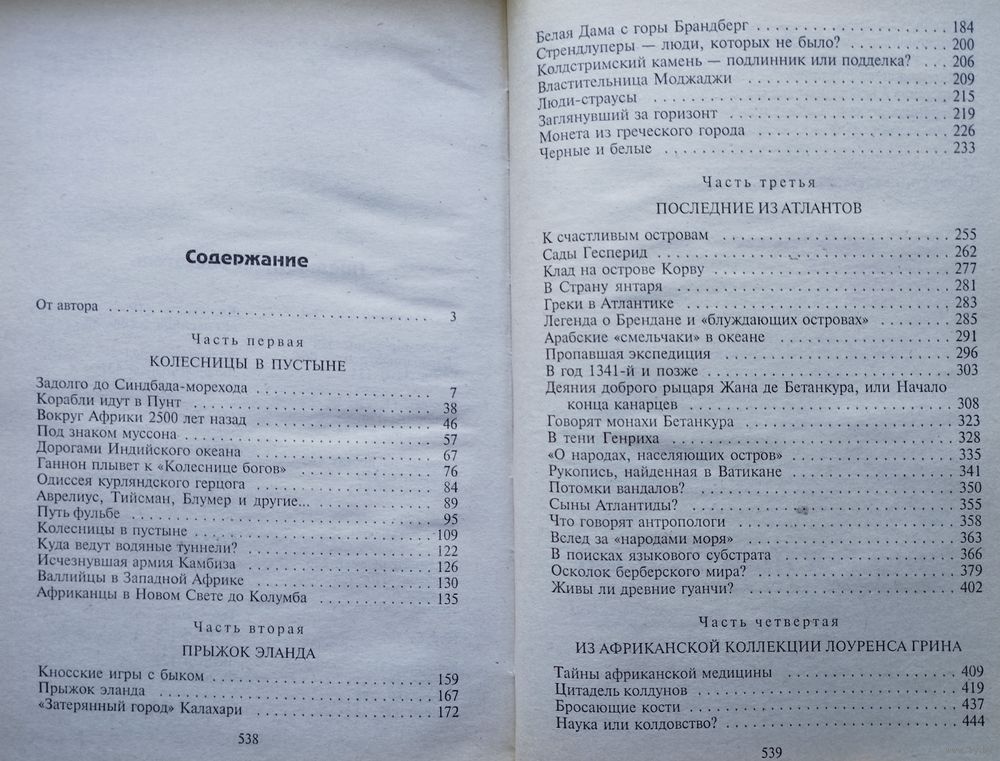 Содержание
От автора . . . . . . . . . . . . . . . . . . . . . . . . . . . . . . . 3
Часть первая
КОЛЕСНИЦЫ В ПУСТЫНЕ
Задолго до Синдбада-морехода . . . . . . . . . . . . . . . . 7
Корабли идут в Пунт . . . . . . . . . . . . . . . . . . . . . . 38
Вокруг Африки 2500 лет назад . . . . . . . . . . . . . . . . 46
Под знаком муссона . . . . . . . . . . . . . . . . . . . . . . 57
Дорогами Индийского океана . . . . . . . . . . . . . . . . 67
Ганнон плывет к «Колеснице богов» . . . . . . . . . . . . 76
Одиссея курляндского герцога . . . . . . . . . . . . . . . . 84
Аврелиус, Тийсман, Блумер и другие... . . . . . . . . . . 89
Путь фульбе . . . . . . . . . . . . . . . . . . . . . . . . . . . 95
Колесницы в пустыне . . . . . . . . . . . . . . . . . . . . . 109
Куда ведут водяные туннели? . . . . . . . . . . . . . . . . 122
Исчезнувшая армия Камбиза . . . . . . . . . . . . . . . . 126
Валлийцы в Западной Африке . . . . . . . . . . . . . . . . 130
Африканцы в Новом Свете до Колумба . . . . . . . . . . 135
Часть вторая
ПРЫЖОК ЭЛАНДА
Кносские игры с быком . . . . . . . . . . . . . . . . . . . . 159
Прыжок эланда . . . . . . . . . . . . . . . . . . . . . . . . . 167
«Затерянный город» Калахари . . . . . . . . . . . . . . . . 172
538
Белая Дама с горы Брандберг . . . . . . . . . . . . . . . . 184
Стрендлуперы — люди, которых не было? . . . . . . . . . 200
Колдстримский камень — подлинник или подделка? . . . 206
Властительница Моджаджи . . . . . . . . . . . . . . . . . . 209
Люди-страусы . . . . . . . . . . . . . . . . . . . . . . . . . . 215
Заглянувший за горизонт . . . . . . . . . . . . . . . . . . . 219
Монета из греческого города . . . . . . . . . . . . . . . . . 226
Черные и белые . . . . . . . . . . . . . . . . . . . . . . . . . 233
Часть третья
ПОСЛЕДНИЕ ИЗ АТЛАНТОВ
К счастливым островам . . . . . . . . . . . . . . . . . . . . 255
Сады Гесперид . . . . . . . . . . . . . . . . . . . . . . . . . 262
Клад на острове Корву . . . . . . . . . . . . . . . . . . . . 277
В Страну янтаря . . . . . . . . . . . . . . . . . . . . . . . . 281
Греки в Атлантике . . . . . . . . . . . . . . . . . . . . . . . 283
Легенда о Брендане и «блуждающих островах» . . . . . . 285
Арабские «смельчаки» в океане . . . . . . . . . . . . . . . 291
Пропавшая экспедиция . . . . . . . . . . . . . . . . . . . . 296
В год 1341-й и позже . . . . . . . . . . . . . . . . . . . . . 303
Деяния доброго рыцаря Жана де Бетанкура, или Начало
конца канарцев . . . . . . . . . . . . . . . . . . . . . . . . . 308
Говорят монахи Бетанкура . . . . . . . . . . . . . . . . . . 323
В тени Генриха . . . . . . . . . . . . . . . . . . . . . . . . . 328
«О народах, населяющих остров» . . . . . . . . . . . . . . 335
Рукопись, найденная в Ватикане . . . . . . . . . . . . . . 341
Потомки вандалов? . . . . . . . . . . . . . . . . . . . . . . 350
Сыны Атлантиды? . . . . . . . . . . . . . . . . . . . . . . . 355
Что говорят антропологи . . . . . . . . . . . . . . . . . . . 358
Вслед за «народами моря» . . . . . . . . . . . . . . . . . . 363
В поисках языкового субстрата . . . . . . . . . . . . . . . 366
Осколок берберского мира? . . . . . . . . . . . . . . . . . 379
Живы ли древние гуанчи? . . . . . . . . . . . . . . . . . . 402
Часть четвертая
ИЗ АФРИКАНСКОЙ КОЛЛЕКЦИИ ЛОУРЕНСА ГРИНА
Тайны африканской медицины . . . . . . . . . . . . . . . 409
Цитадель колдунов . . . . . . . . . . . . . . . . . . . . . . 419
Бросающие кости . . . . . . . . . . . . . . . . . . . . . . . 437
Наука или колдовство? . . . . . . . . . . . . . . . . . . . . 444
539